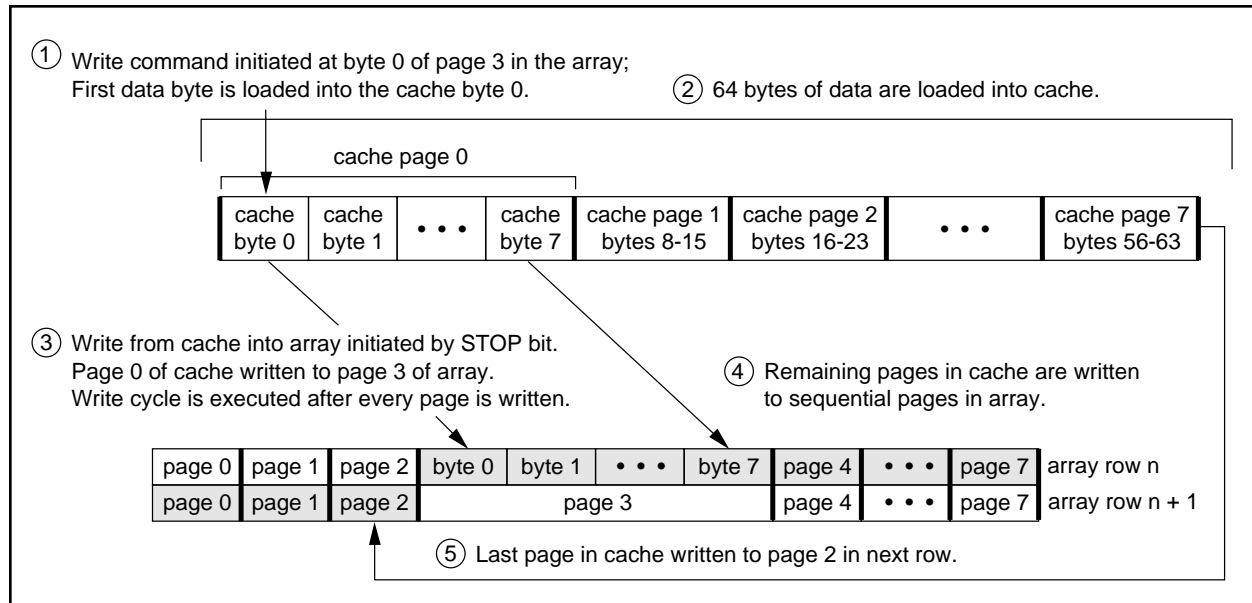 ① Write command initiated at byte 0 of page 3 in the array;
First data byte is loaded into the cache byte 0.
② 64 bytes of data are loaded into cache.
cache page 0
cache byte 0 cache byte 1 • • • cache byte 7 cache page 1 bytes 8-15 cache page 2 bytes 16-23 • • • cache page 7 bytes 56-63
③ Write from cache into array initiated by STOP bit.
Page 0 of cache written to page 3 of array.
Write cycle is executed after every page is written.
④ Remaining pages in cache are written
to sequential pages in array.
page 0 page 1 page 2 byte 0 byte 1 • • • byte 7 page 4 • • • page 7 array row n
page 0 page 1 page 2 page 3 page 4 • • • page 7 array row n + 1
⑤ Last page in cache written to page 2 in next row.